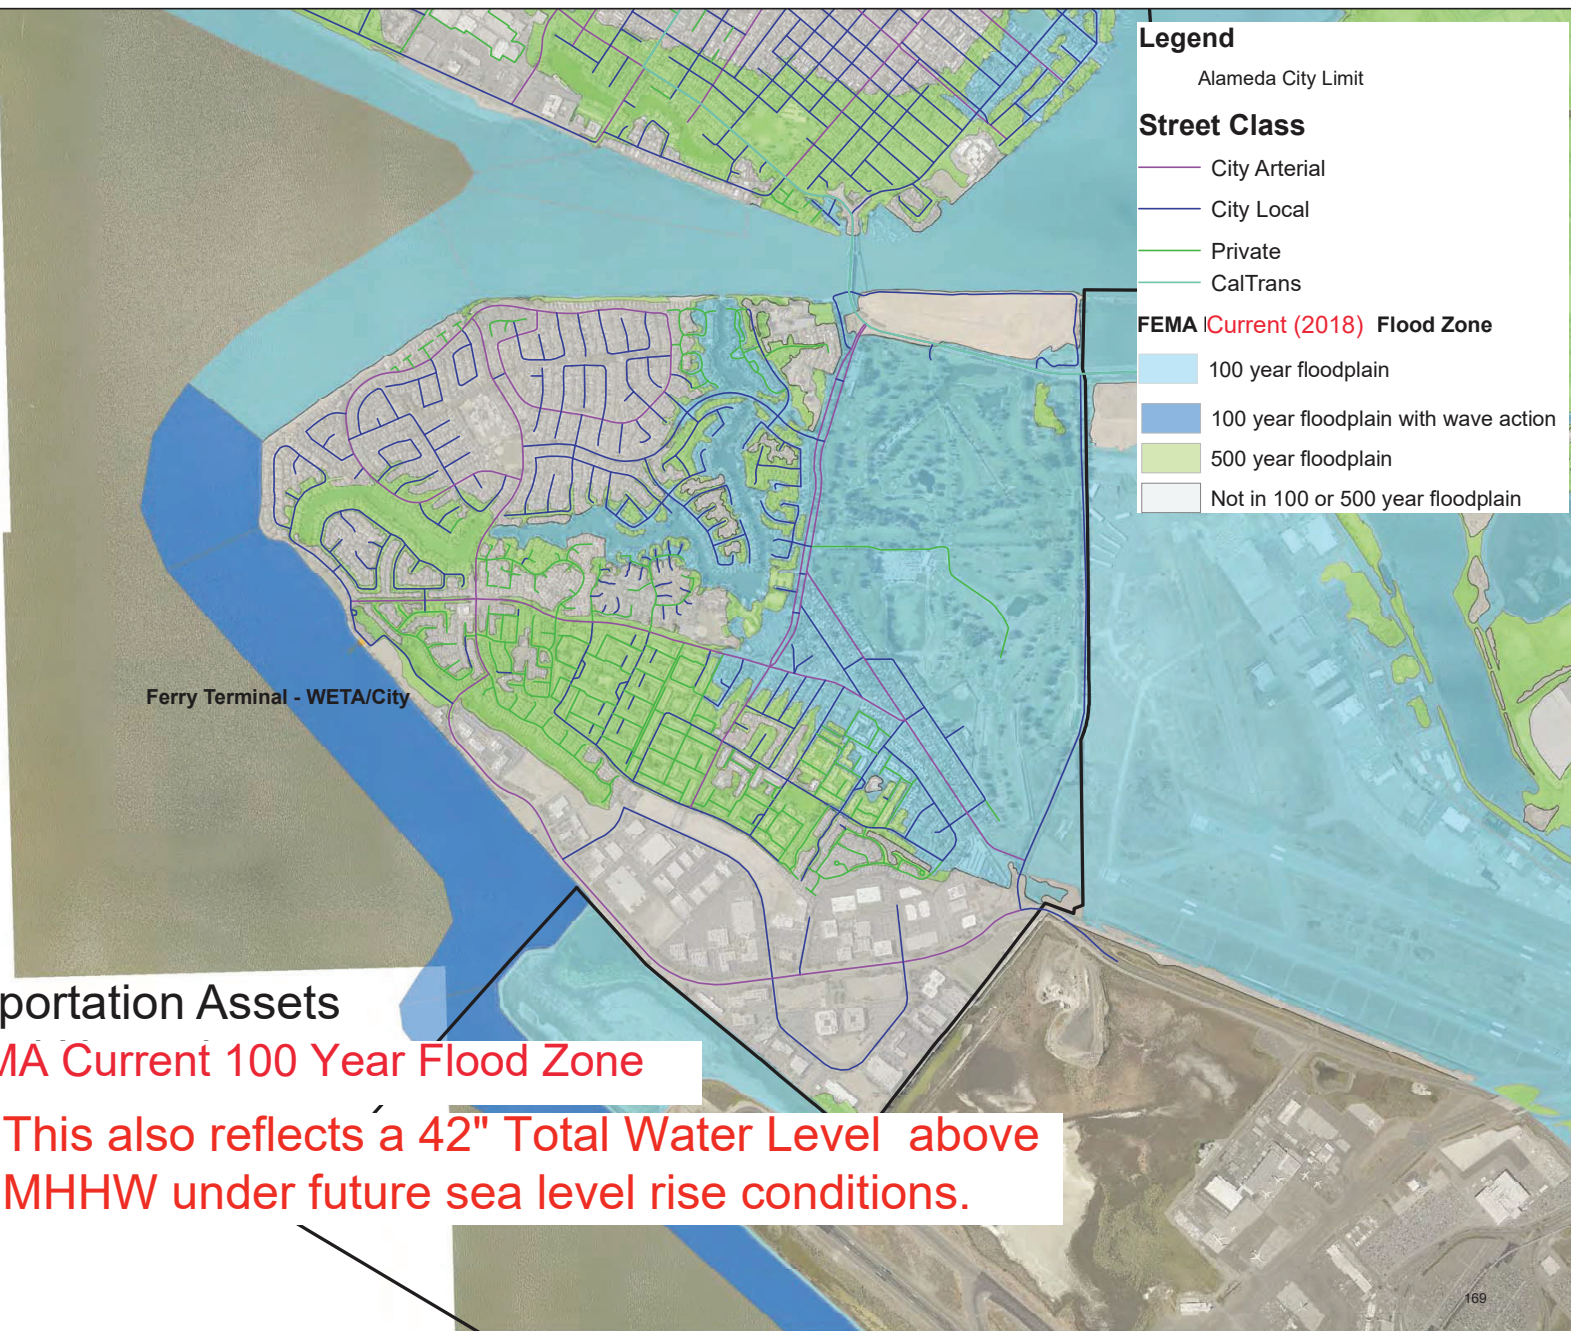 Legend
Alameda City Limit
Street Class
City Arterial
City Local
Private
CalTrans
FEMA Current (2018) Flood Zone
100 year floodplain
100 year floodplain with wave action
500 year floodplain
Not in 100 or 500 year floodplain
Ferry Terminal - WETA/City
portation Assets
MA Current 100 Year Flood Zone
This also reflects a 42" Total Water Level above
MHHW under future sea level rise conditions.
169